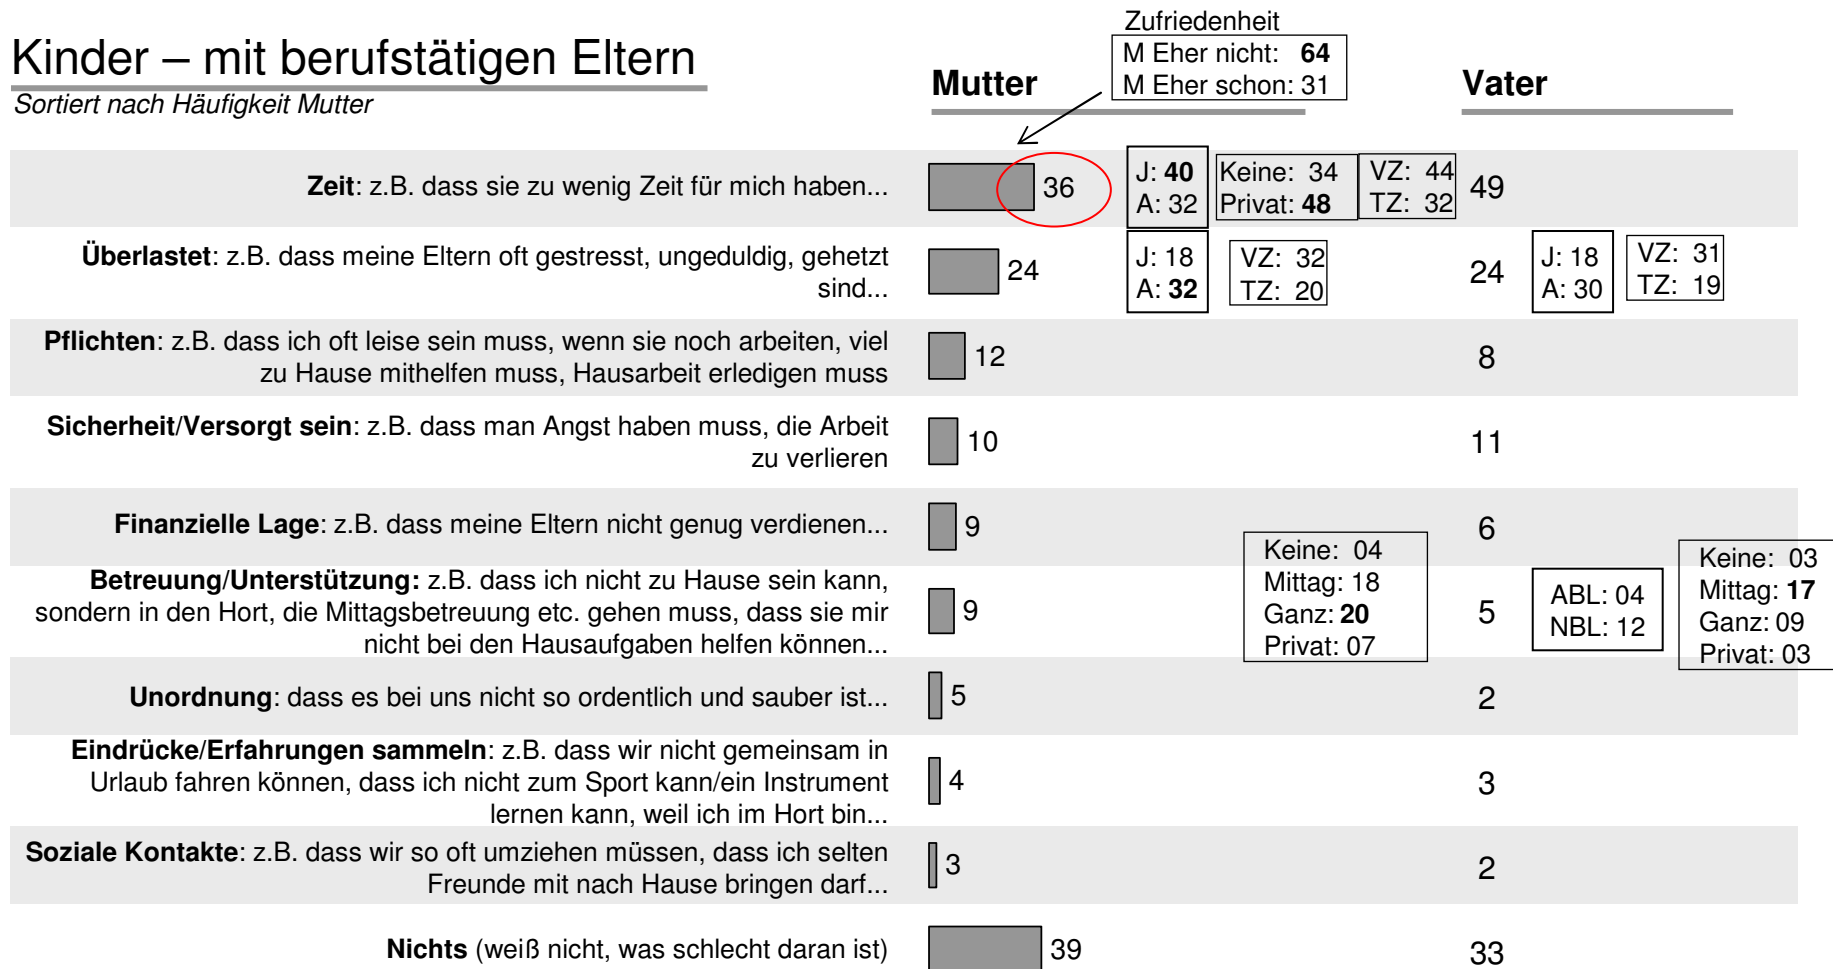 Kinder – mit berufstätigen Eltern
Sortiert nach Häufigkeit Mutter
Zufriedenheit
M Eher nicht: 64
M Eher schon: 31
Mutter
Vater
Zeit: z.B. dass sie zu wenig Zeit für mich haben...
36
J: 40
A: 32
Keine: 34
Privat: 48
VZ: 44
TZ: 32
49
Überlastet: z.B. dass meine Eltern oft gestresst, ungeduldig, gehetzt
sind...
24
J: 18
A: 32
VZ: 32
TZ: 20
24
J: 18
A: 30
VZ: 31
TZ: 19
Pflichten: z.B. dass ich oft leise sein muss, wenn sie noch arbeiten, viel
zu Hause mithelfen muss, Hausarbeit erledigen muss
12
8
Sicherheit/Versorgt sein: z.B. dass man Angst haben muss, die Arbeit
zu verlieren
10
11
Finanzielle Lage: z.B. dass meine Eltern nicht genug verdienen...
9
6
Betreuung/Unterstützung: z.B. dass ich nicht zu Hause sein kann,
sondern in den Hort, die Mittagsbetreuung etc. gehen muss, dass sie mir
nicht bei den Hausaufgaben helfen können...
9
Keine: 04
Mittag: 18
Ganz: 20
Privat: 07
5
ABL: 04
NBL: 12
Keine: 03
Mittag: 17
Ganz: 09
Privat: 03
Unordnung: dass es bei uns nicht so ordentlich und sauber ist...
5
2
Eindrücke/Erfahrungen sammeln: z.B. dass wir nicht gemeinsam in
Urlaub fahren können, dass ich nicht zum Sport kann/ein Instrument
lernen kann, weil ich im Hort bin...
4
3
Soziale Kontakte: z.B. dass wir so oft umziehen müssen, dass ich selten
Freunde mit nach Hause bringen darf...
3
2
Nichts (weiß nicht, was schlecht daran ist)
39
33